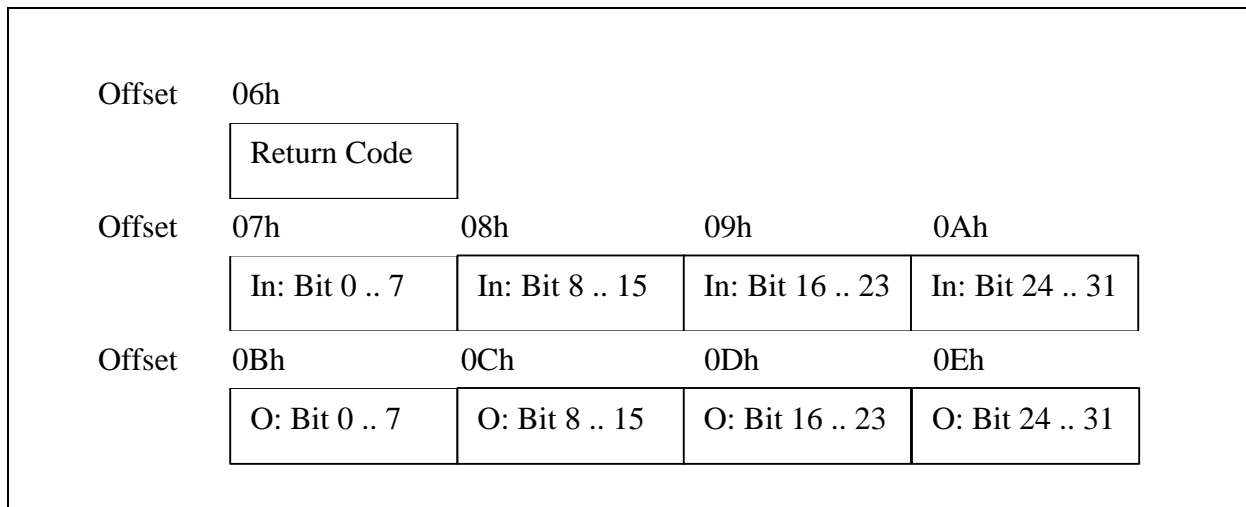 Offset 06h
Return Code
Offset 07h 08h 09h 0Ah
In: Bit 0 .. 7 In: Bit 8 .. 15 In: Bit 16 .. 23 In: Bit 24 .. 31
Offset 0Bh 0Ch 0Dh 0Eh
O: Bit 0 .. 7 O: Bit 8 .. 15 O: Bit 16 .. 23 O: Bit 24 .. 31